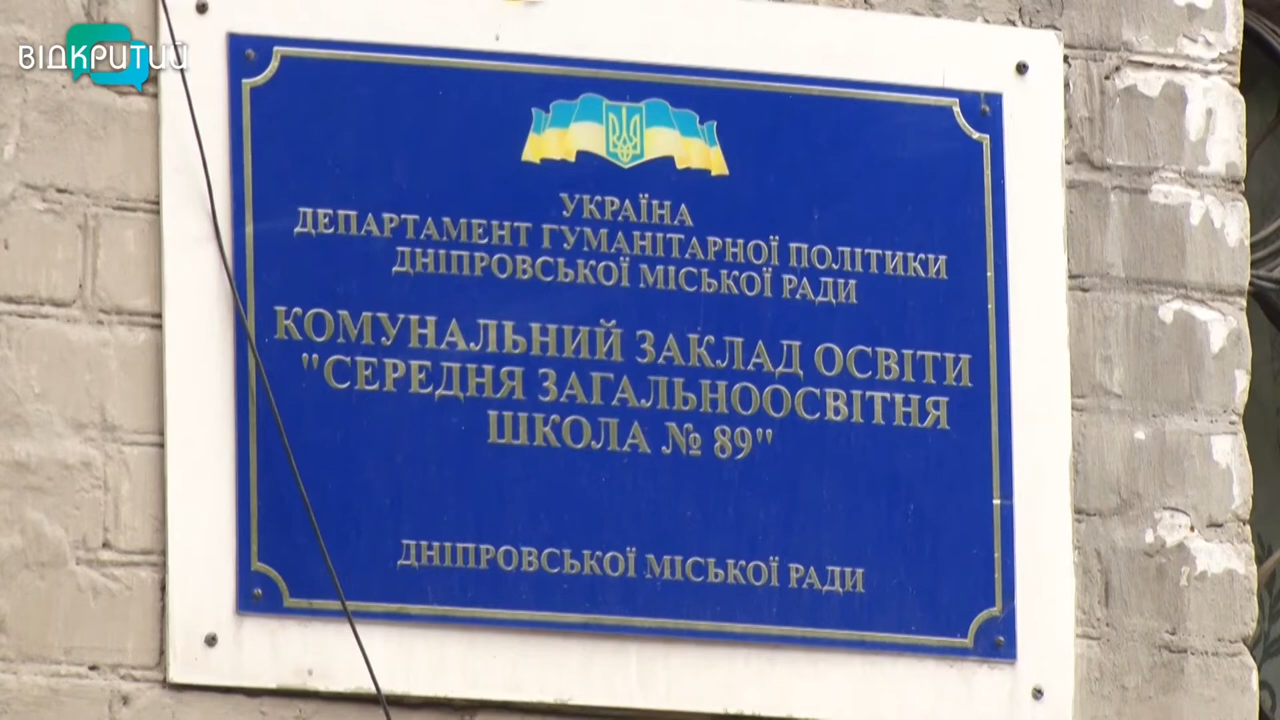 ВІДКРИТИЙ
УКРАЇНА
ДЕПАРТАМЕНТ ГУМАНІТАРНОЇ ПОЛІТИКИ
ДНІПРОВСЬКОЇ МІСЬКОЇ РАДИ
КОМУНАЛЬНИЙ ЗАКЛАД ОСВІТИ
"СЕРЕДНЯ ЗАГАЛЬНООСВІТНЯ
ШКОЛА № 89"
ДНІПРОВСЬКОЇ МІСЬКОЇ РАДИ